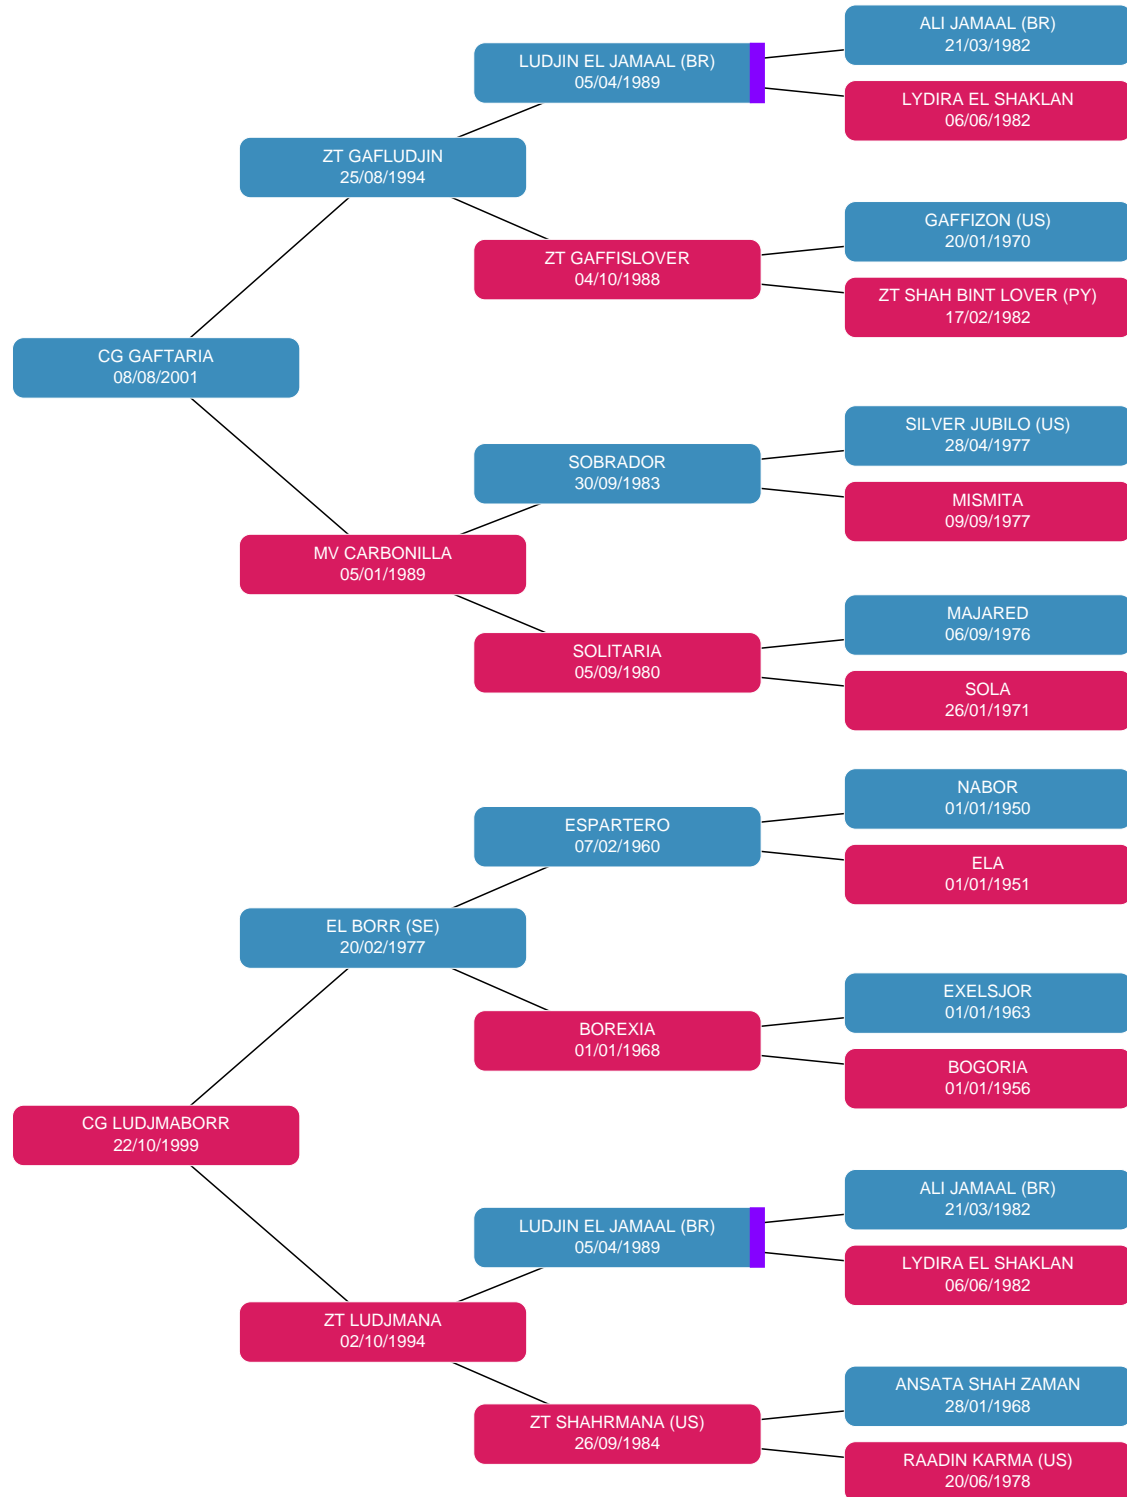 ALI JAMAAL (BR)
21/03/1982
LUDJIN EL JAMAAL (BR)
05/04/1989
LYDIRA EL SHAKLAN
06/06/1982
ZT GAFLUDJIN
25/08/1994
GAFFIZON (US)
20/01/1970
ZT GAFFISLOVER
04/10/1988
ZT SHAH BINT LOVER (PY)
17/02/1982
CG GAFTARIA
08/08/2001
SILVER JUBILO (US)
28/04/1977
SOBRADOR
30/09/1983
MISMITA
09/09/1977
MV CARBONILLA
05/01/1989
MAJARED
06/09/1976
SOLITARIA
05/09/1980
SOLA
26/01/1971
NABOR
01/01/1950
ESPARTERO
07/02/1960
ELA
01/01/1951
EL BORR (SE)
20/02/1977
EXELSJOR
01/01/1963
BOREXIA
01/01/1968
BOGORIA
01/01/1956
CG LUDJMABORR
22/10/1999
ALI JAMAAL (BR)
21/03/1982
LUDJIN EL JAMAAL (BR)
05/04/1989
LYDIRA EL SHAKLAN
06/06/1982
ZT LUDJMANA
02/10/1994
ANSATA SHAH ZAMAN
28/01/1968
ZT SHAHRMANA (US)
26/09/1984
RAADIN KARMA (US)
20/06/1978